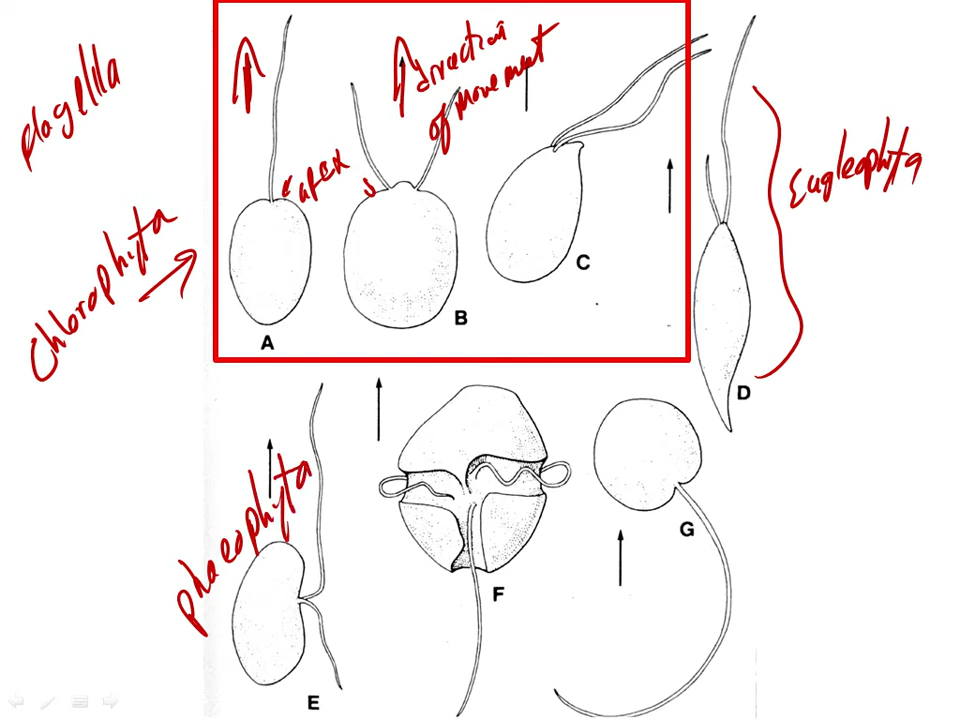 flagellla
direction
of movement
apex
Eugleophyta
Chlorophyta
A
B
C
D
phaeophyta
E
F
G